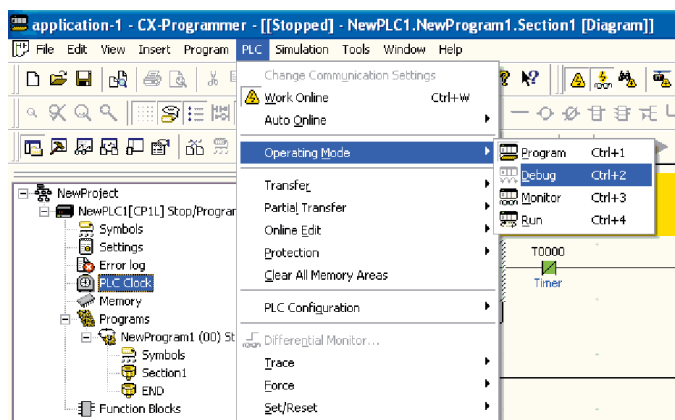 application-1 - CX-Programmer - [[Stopped] - NewPLC1.NewProgram1.Section1 [Diagram]]
File Edit View Insert Program PLC Simulation Tools Window Help
Change Communication Settings
Work Online Ctrl+W
Auto Online
Operating Mode
Program Ctrl+1
Debug Ctrl+2
Monitor Ctrl+3
Run Ctrl+4
Transfer
Partial Transfer
Online Edit
Protection
Clear All Memory Areas
PLC Configuration
Differential Monitor...
Trace
Force
Set/Reset
NewProject
NewPLC1[CP1L] Stop/Progran
Symbols
Settings
Error log
PLC Clock
Memory
Programs
NewProgram1 (00) St
Symbols
Section1
END
Function Blocks
T0000
Timer